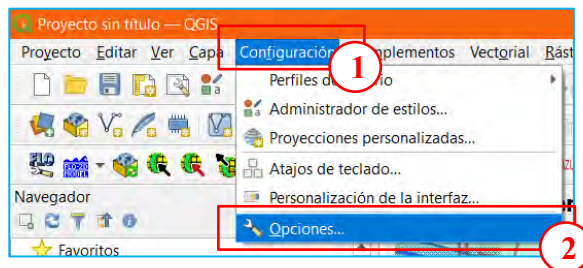 Proyecto sin título — QGIS
Proyecto Editar Ver Capa Configuración Complementos Vectorial
1
Administrador de estilos...
Proyecciones personalizadas...
Atajos de teclado...
Navegador
Personalización de la interfaz...
Opciones...
Favoritos
2